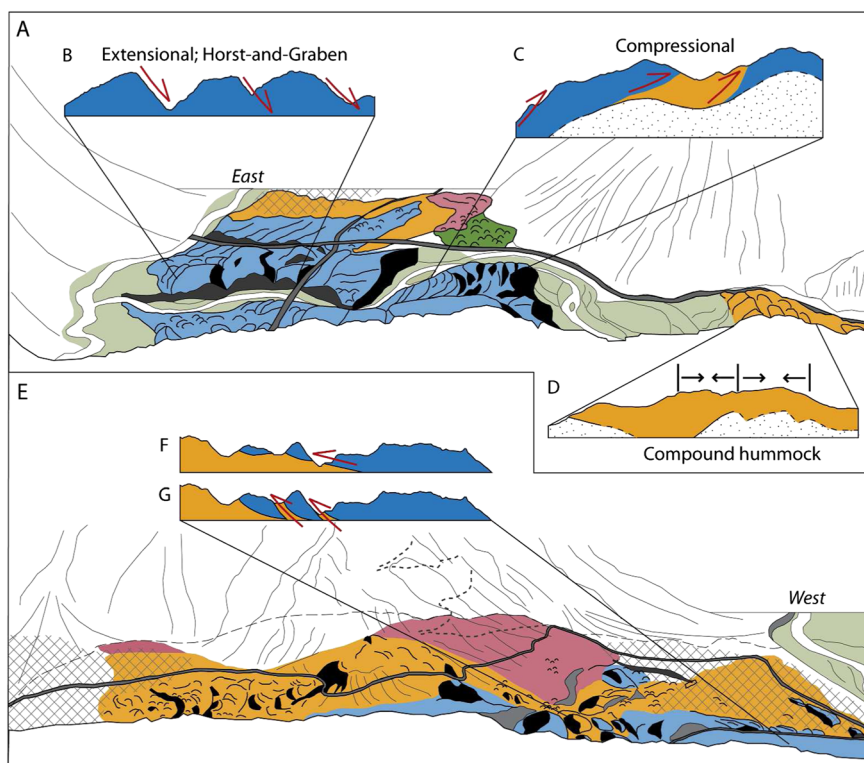 A
B
Extensional; Horst-and-Graben
C
Compressional
East
D
Compound hummock
E
F
G
West